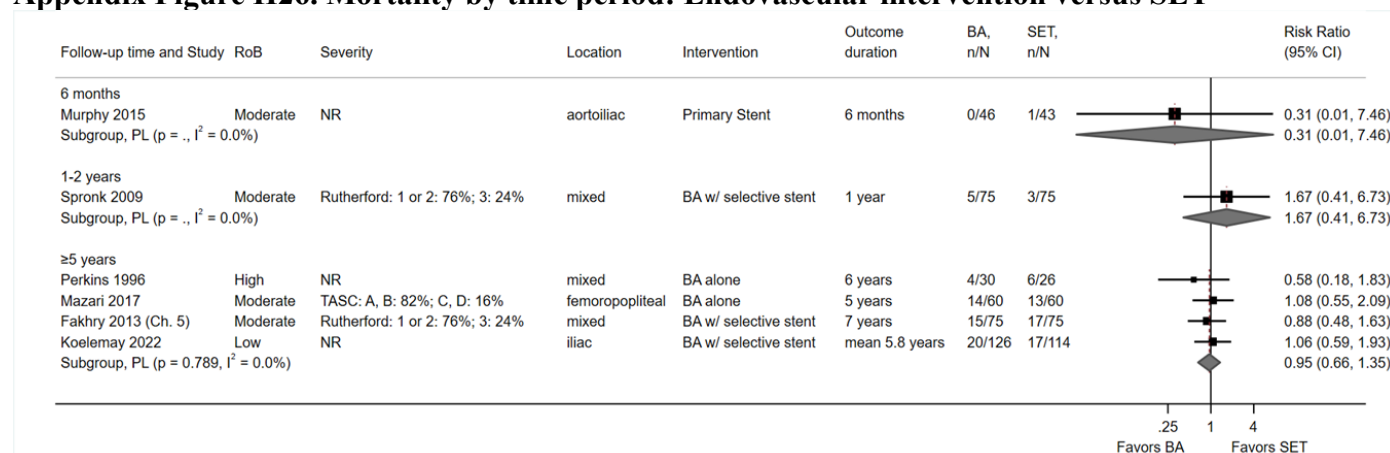 Appendix Figure H26. Mortality by time period: Endovascular intervention versus SET
Outcome BA, SET, Risk Ratio
Follow-up time and Study RoB Severity Location Intervention duration n/N n/N (95% CI)
6 months
Murphy 2015 Moderate NR aortoiliac Primary Stent 6 months 0/46 1/43 0.31 (0.01, 7.46)
Subgroup, PL (p = ., I² = 0.0%) 0.31 (0.01, 7.46)
1-2 years
Spronk 2009 Moderate Rutherford: 1 or 2: 76%; 3: 24% mixed BA w/ selective stent 1 year 5/75 3/75 1.67 (0.41, 6.73)
Subgroup, PL (p = ., I² = 0.0%) 1.67 (0.41, 6.73)
≥5 years
Perkins 1996 High NR mixed BA alone 6 years 4/30 6/26 0.58 (0.18, 1.83)
Mazari 2017 Moderate TASC: A, B: 82%; C, D: 16% femoropopliteal BA alone 5 years 14/60 13/60 1.08 (0.55, 2.09)
Fakhry 2013 (Ch. 5) Moderate Rutherford: 1 or 2: 76%; 3: 24% mixed BA w/ selective stent 7 years 15/75 17/75 0.88 (0.48, 1.63)
Koelemay 2022 Low NR iliac BA w/ selective stent mean 5.8 years 20/126 17/114 1.06 (0.59, 1.93)
Subgroup, PL (p = 0.789, I² = 0.0%) 0.95 (0.66, 1.35)
.25 1 4
Favors BA Favors SET